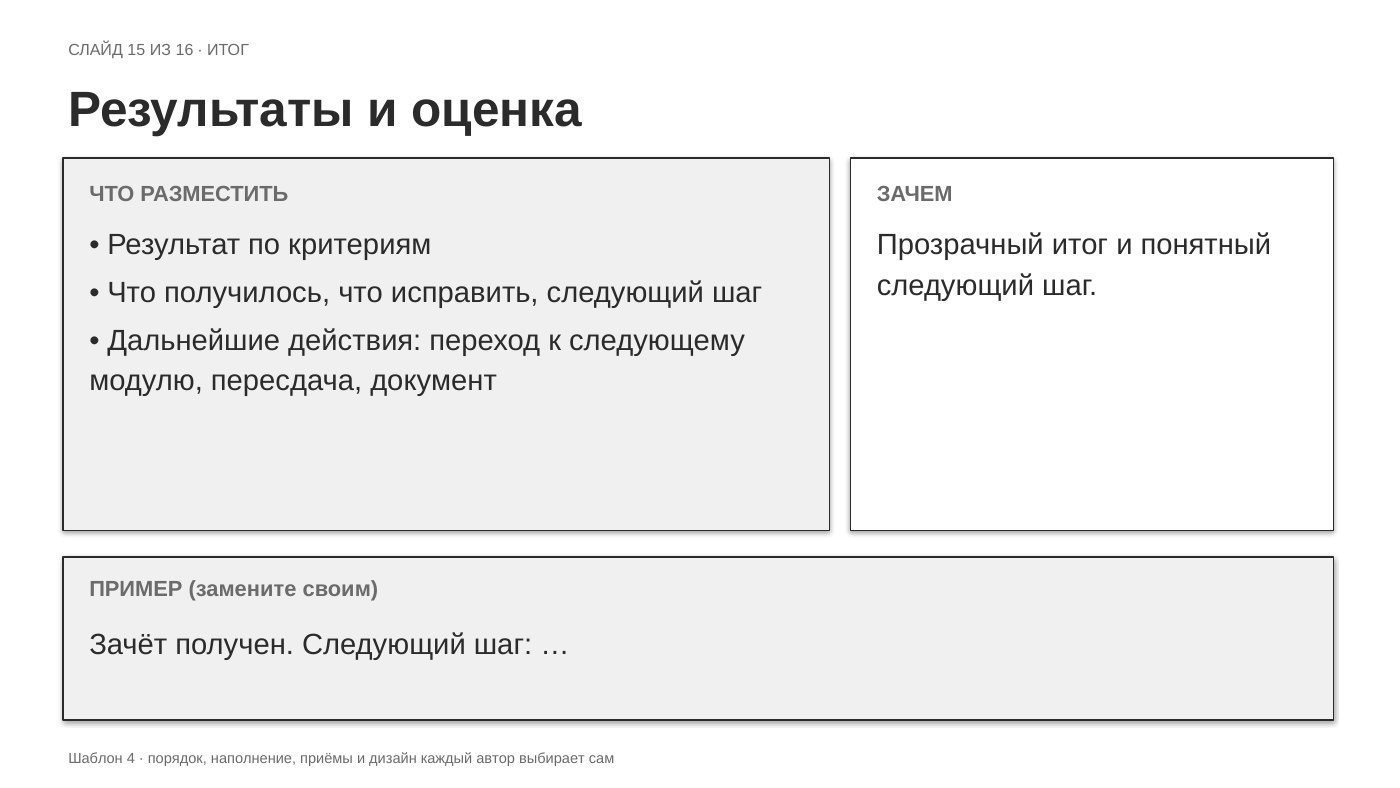 СЛАЙД 15 ИЗ 16 · ИТОГ
Результаты и оценка
ЧТО РАЗМЕСТИТЬ
• Результат по критериям
• Что получилось, что исправить, следующий шаг
• Дальнейшие действия: переход к следующему
модулю, пересдача, документ
ЗАЧЕМ
Прозрачный итог и понятный
следующий шаг.
ПРИМЕР (замените своим)
Зачёт получен. Следующий шаг: …
Шаблон 4 · порядок, наполнение, приёмы и дизайн каждый автор выбирает сам